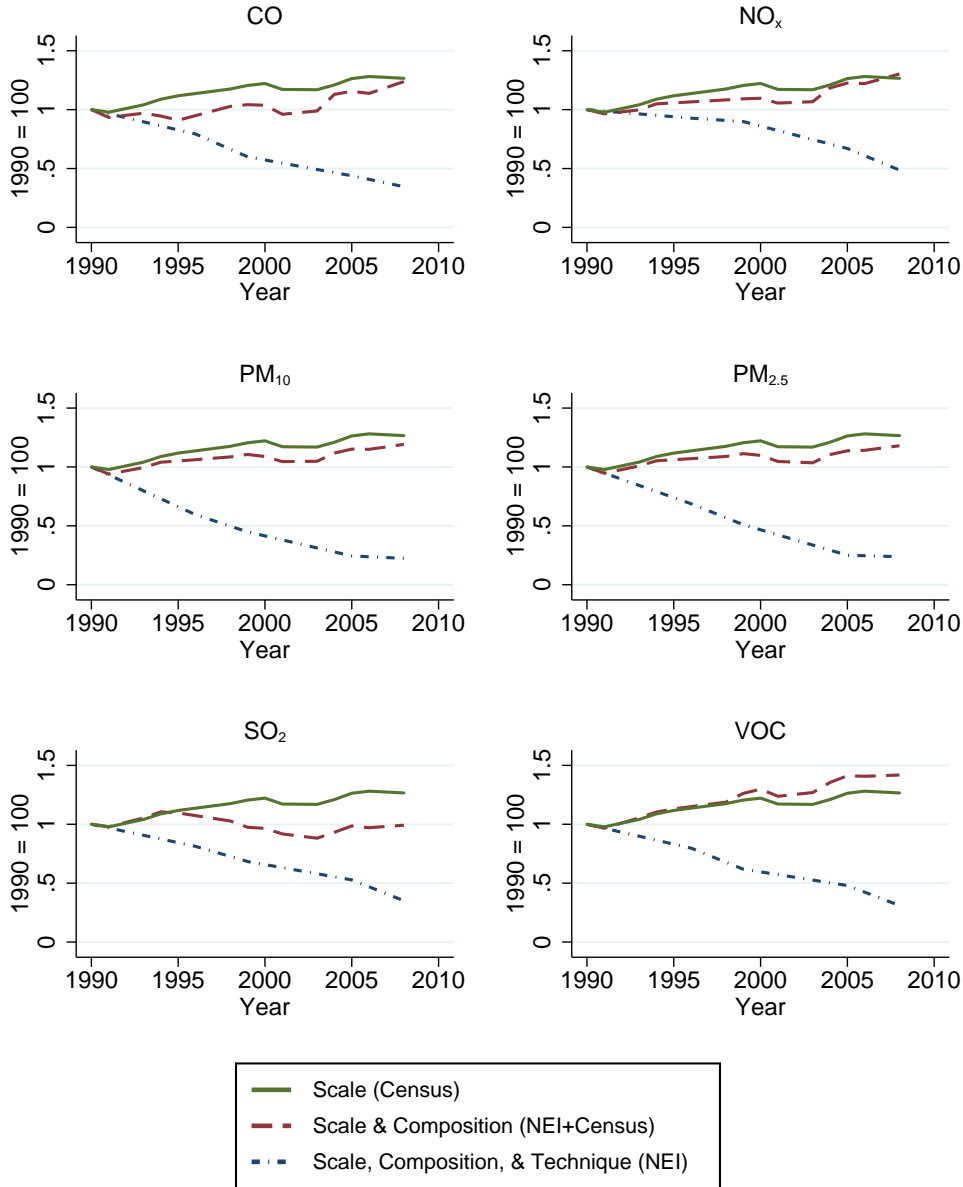 CO
1990 = 100
0 .5 1 1.5
1990 1995 2000 2005 2010
Year
NOx
1990 = 100
0 .5 1 1.5
1990 1995 2000 2005 2010
Year
PM10
1990 = 100
0 .5 1 1.5
1990 1995 2000 2005 2010
Year
PM2.5
1990 = 100
0 .5 1 1.5
1990 1995 2000 2005 2010
Year
SO2
1990 = 100
0 .5 1 1.5
1990 1995 2000 2005 2010
Year
VOC
1990 = 100
0 .5 1 1.5
1990 1995 2000 2005 2010
Year
Scale (Census)
Scale & Composition (NEI+Census)
Scale, Composition, & Technique (NEI)